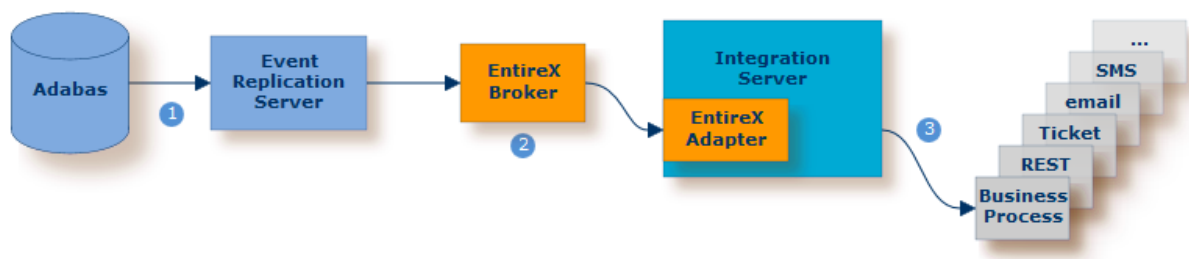 Adabas
1
Event
Replication
Server
EntireX
Broker
2
Integration
Server
EntireX
Adapter
3
...
SMS
email
Ticket
REST
Business
Process